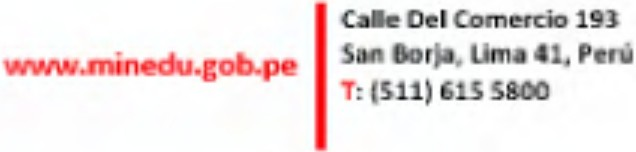 www.minedu.gob.pe
Calle Del Comercio 193
San Borja, Lima 41, Perú
T: (511) 615 5800